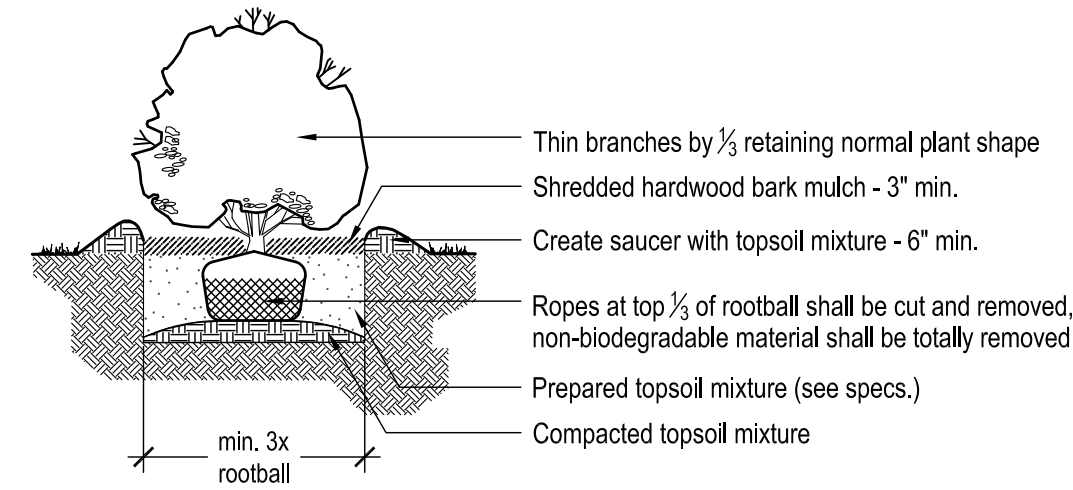 Thin branches by 1/3 retaining normal plant shape
Shredded hardwood bark mulch - 3" min.
Create saucer with topsoil mixture - 6" min.
Ropes at top 1/3 of rootball shall be cut and removed,
non-biodegradable material shall be totally removed
Prepared topsoil mixture (see specs.)
Compacted topsoil mixture
min. 3x
rootball